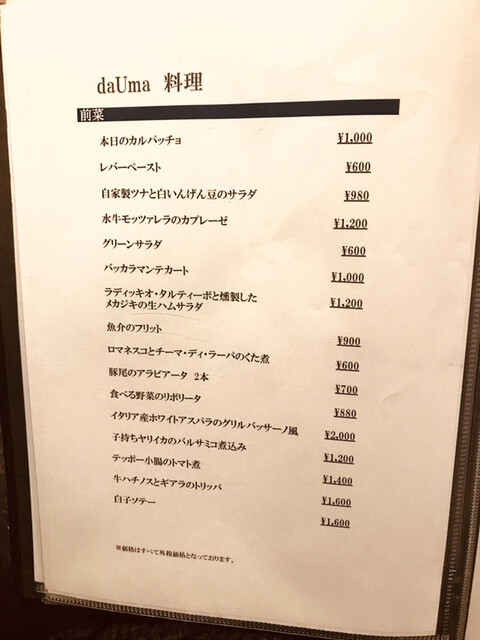 daUma 料理
前菜
本日のカルパッチョ ¥1,000
レバーペースト ¥600
自家製ツナと白いんげん豆のサラダ ¥980
水牛モッツァレラのカプレーゼ ¥1,200
グリーンサラダ ¥600
バッカラマンテカート ¥1,000
ラディッキオ・タルティーボと燻製した
メカジキの生ハムサラダ ¥1,200
魚介のフリット ¥900
ロマネスコとチーマ・ディ・ラーパのくた煮 ¥600
豚尾のアラビアータ 2本 ¥700
食べる野菜のリボリータ ¥880
イタリア産ホワイトアスパラのグリルバッサーノ風 ¥2,000
子持ちヤリイカのバルサミコ煮込み ¥1,200
テッポー小腸のトマト煮 ¥1,400
牛ハチノスとギアラのトリッパ ¥1,600
白子ソテー ¥1,600
※価格はすべて外税価格となっております。